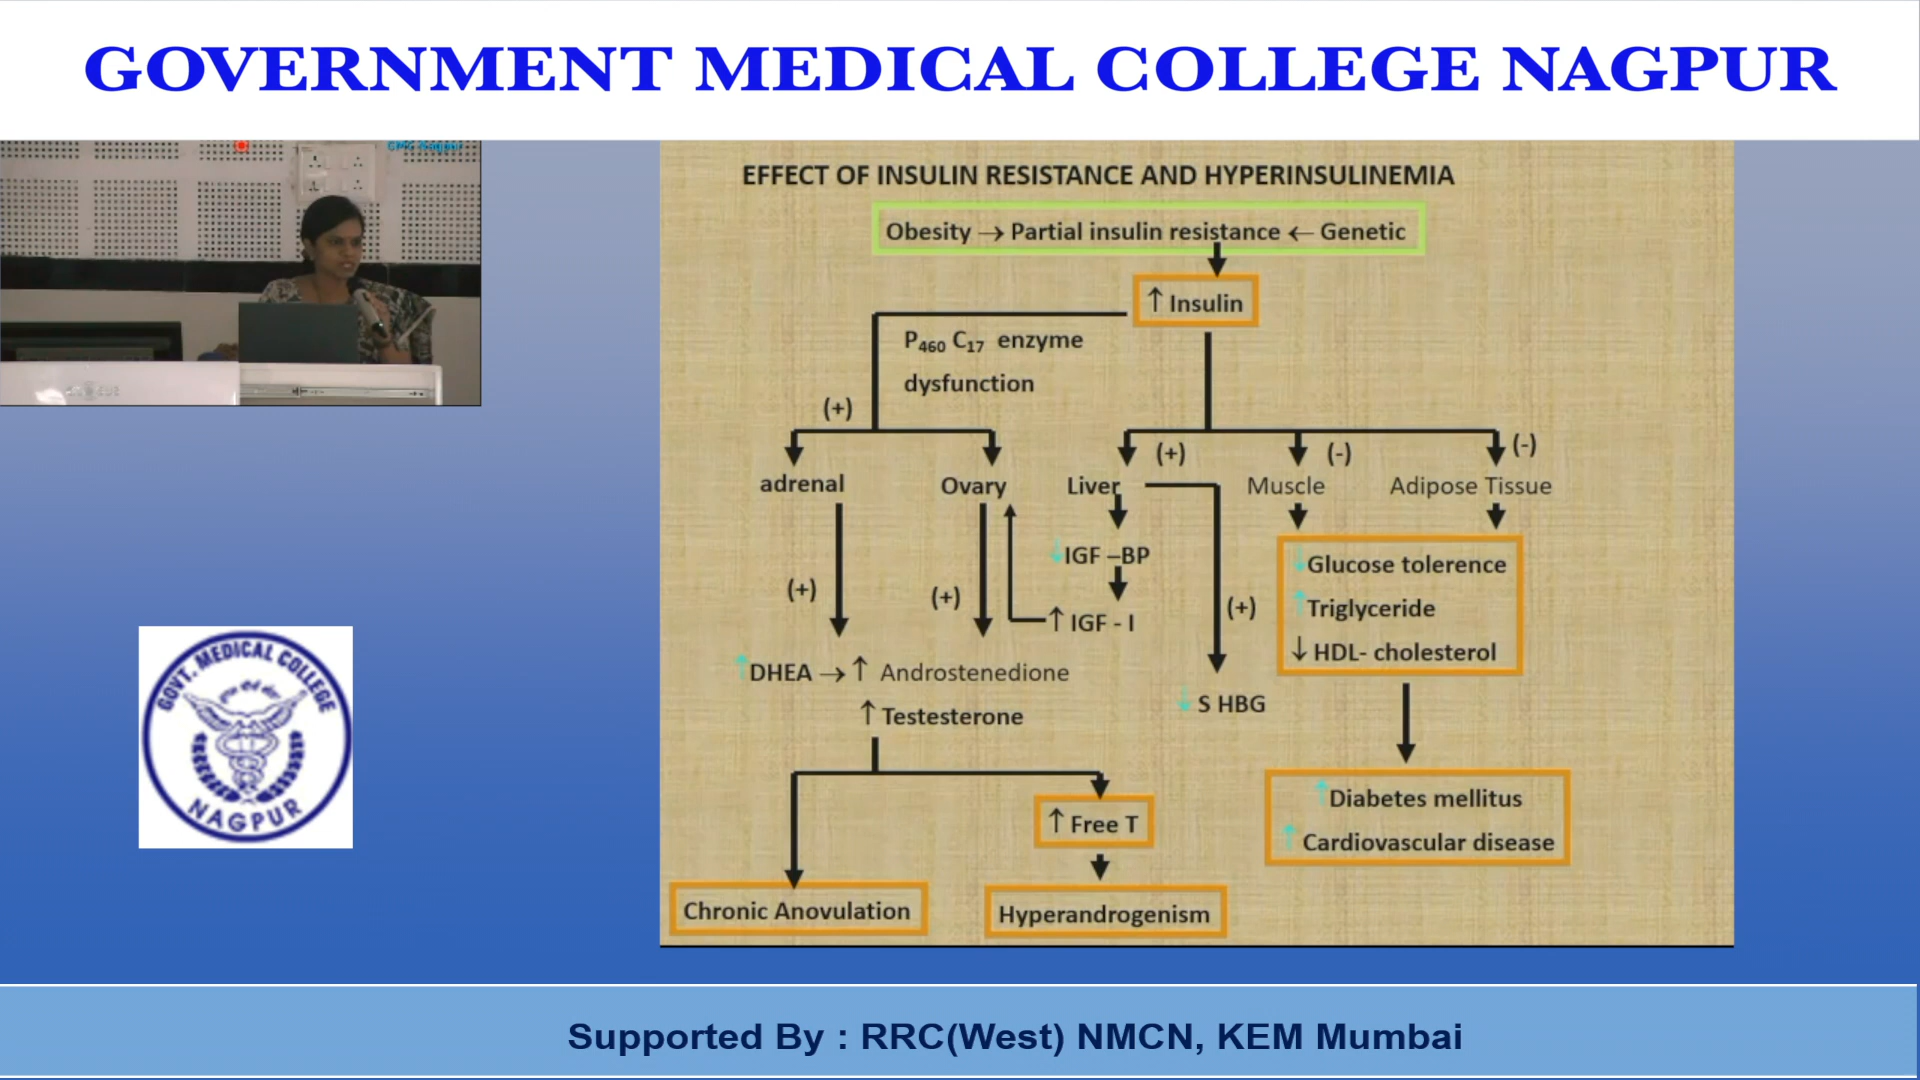 GOVERNMENT MEDICAL COLLEGE NAGPUR
GMC Nagpur
EFFECT OF INSULIN RESISTANCE AND HYPERINSULINEMIA
Obesity → Partial insulin resistance ← Genetic
↑ Insulin
P460 C17 enzyme
dysfunction
(+)
(+) (-) (-)
adrenal Ovary Liver Muscle Adipose Tissue
↓IGF –BP
(+) (+) ↑ IGF - I (+)
↓Glucose tolerence
↑Triglyceride
↓ HDL- cholesterol
↑DHEA → ↑ Androstenedione
↑ Testesterone
↓ S HBG
↑ Free T
↑Diabetes mellitus
↑ Cardiovascular disease
Chronic Anovulation
Hyperandrogenism
GOVT. MEDICAL COLLEGE
NAGPUR
Supported By : RRC(West) NMCN, KEM Mumbai